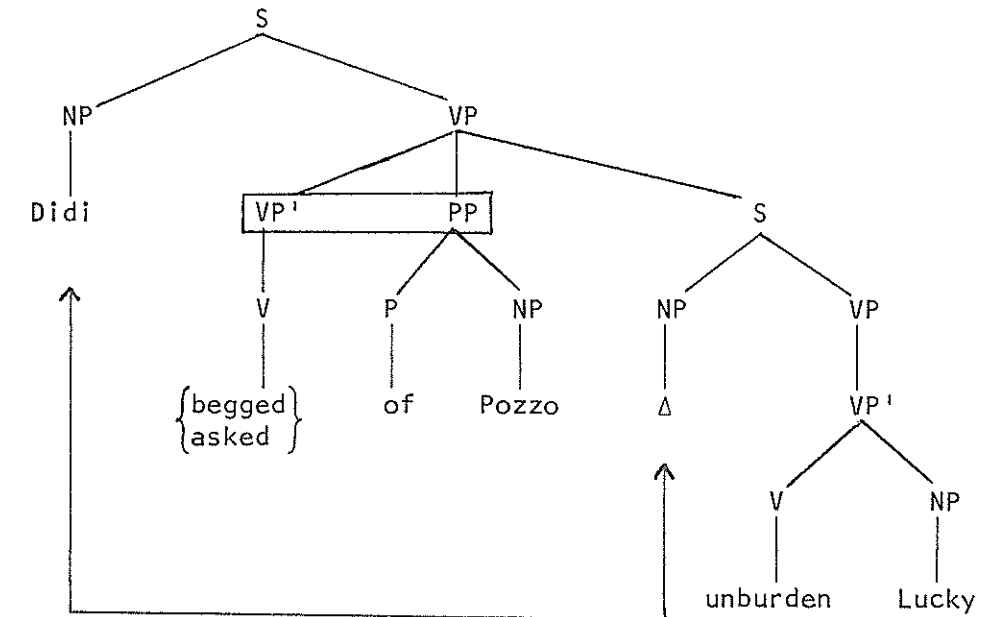 S
NP VP
Didi VP' PP S
V P NP NP VP
{begged
asked} of Pozzo Δ VP'
V NP
unburden Lucky